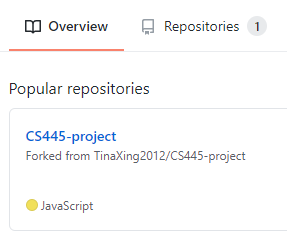 Overview Repositories 1
Popular repositories
CS445-project
Forked from TinaXing2012/CS445-project
JavaScript